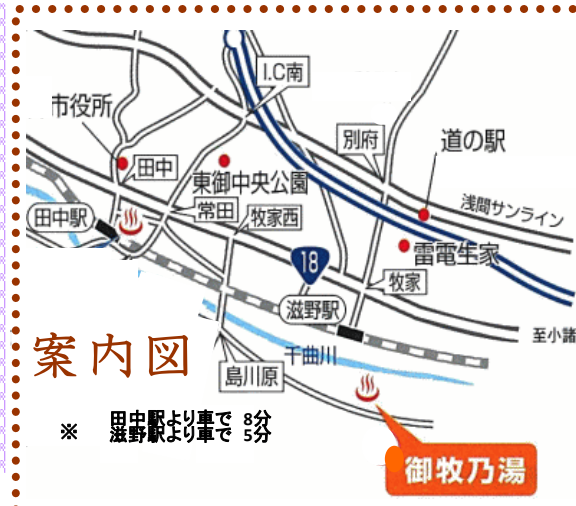 I.C南
市役所
別府
道の駅
田中
東御中央公園
浅間サンライン
田中駅
常田
牧家西
雷電生家
18
牧家
滋野駅
至小諸
千曲川
案内図
島川原
※ 田中駅より車で 8分
滋野駅より車で 5分
御牧乃湯